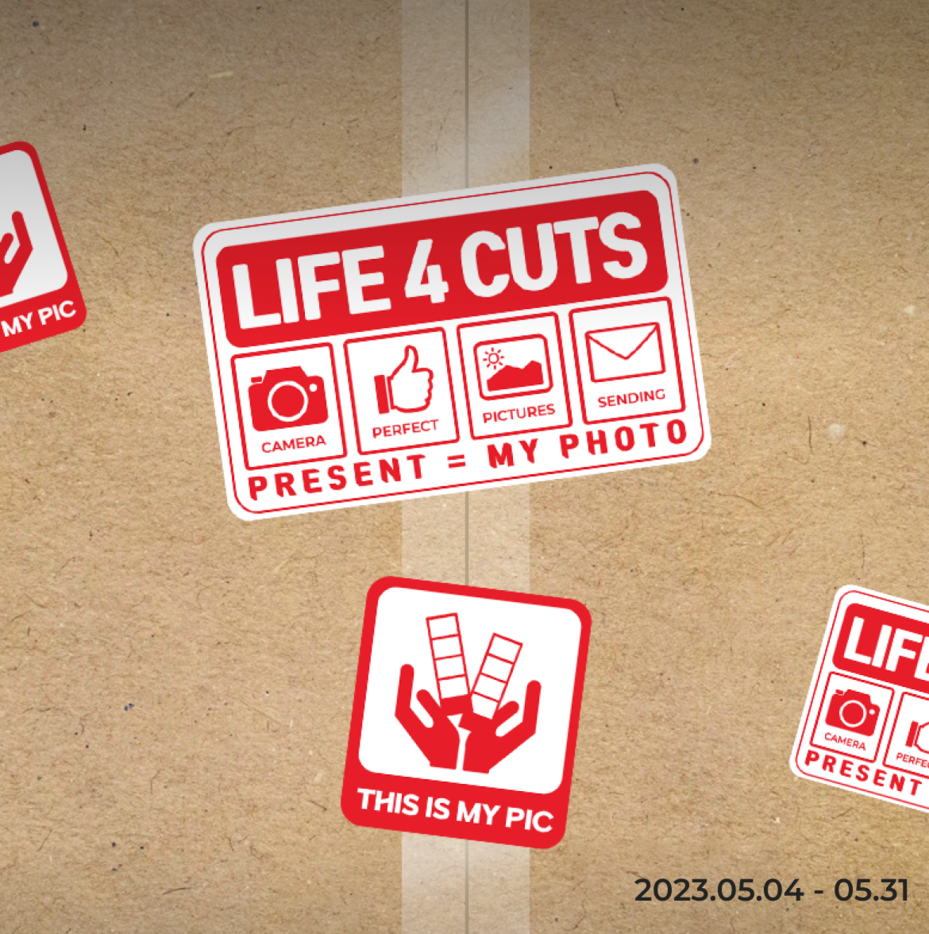 MY PIC
LIFE 4 CUTS
CAMERA
PERFECT
PICTURES
SENDING
PRESENT = MY PHOTO
THIS IS MY PIC
LIFE
CAMERA
PERFEC
PRESENT
2023.05.04 - 05.31